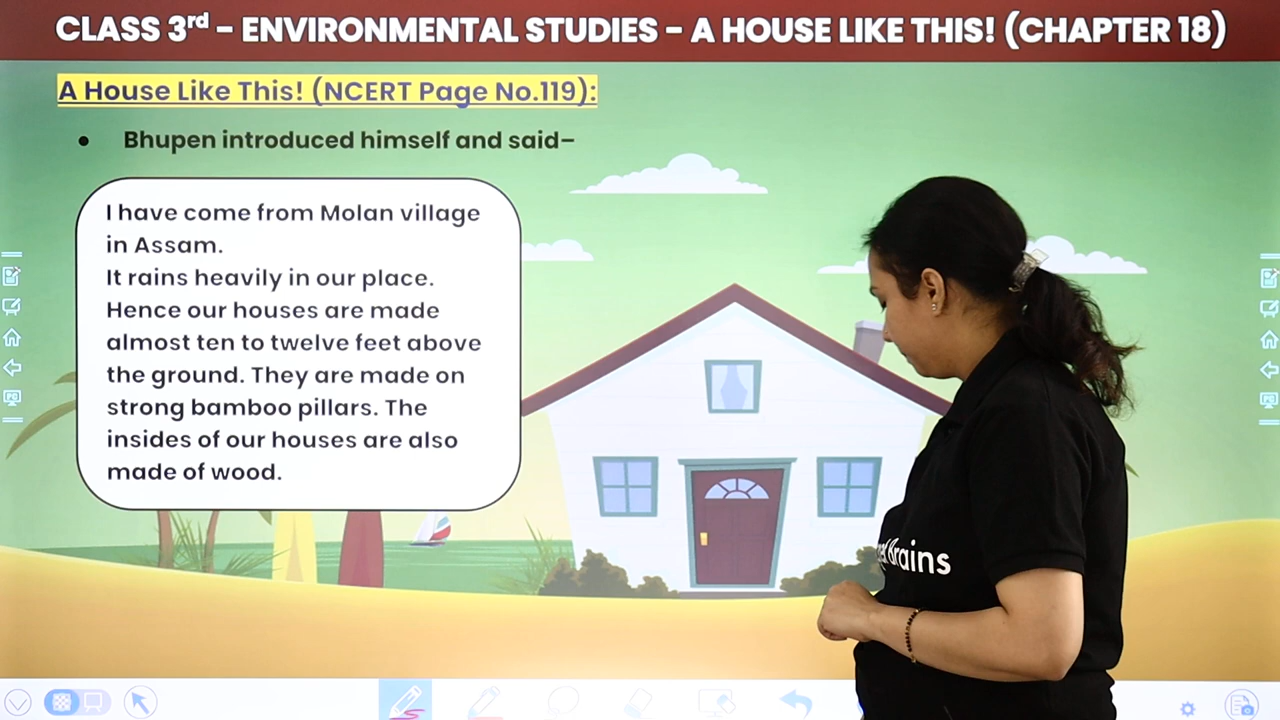 CLASS 3rd - ENVIRONMENTAL STUDIES - A HOUSE LIKE THIS! (CHAPTER 18)
A House Like This! (NCERT Page No.119):
• Bhupen introduced himself and said–
I have come from Molan village
in Assam.
It rains heavily in our place.
Hence our houses are made
almost ten to twelve feet above
the ground. They are made on
strong bamboo pillars. The
insides of our houses are also
made of wood.
Brains